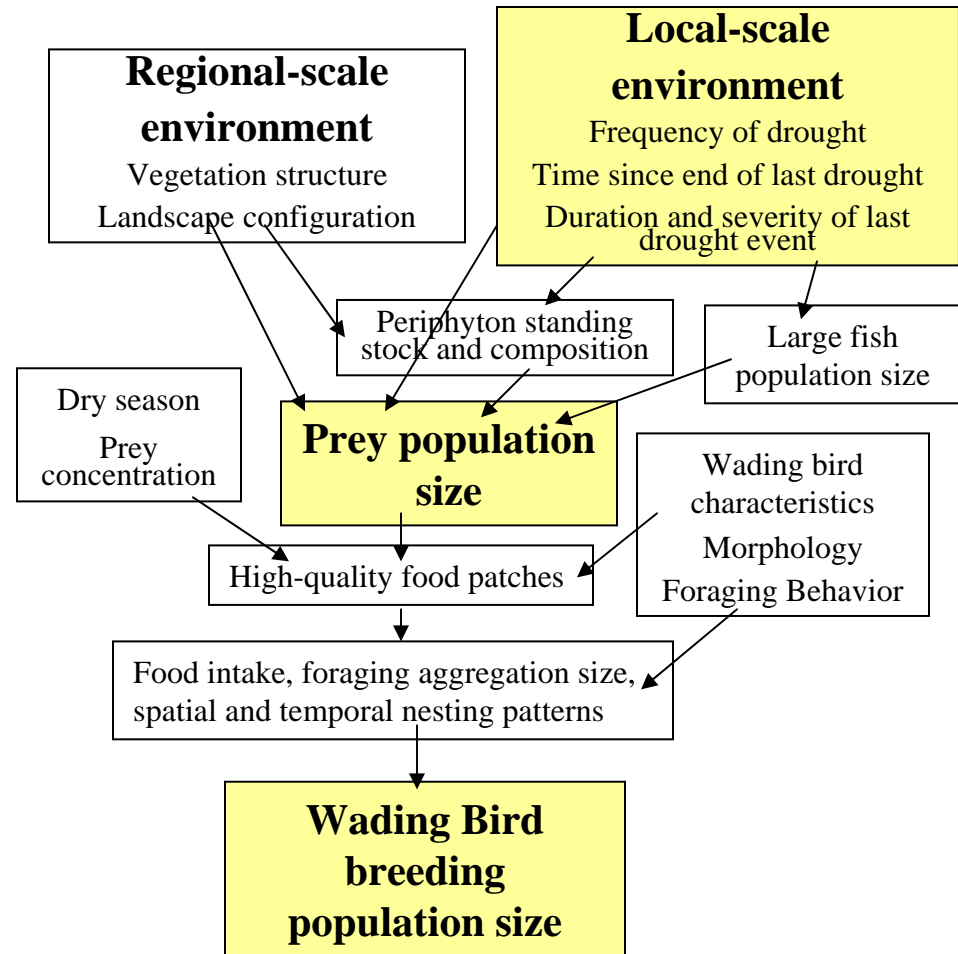 Regional-scale
environment
Vegetation structure
Landscape configuration
Local-scale
environment
Frequency of drought
Time since end of last drought
Duration and severity of last
drought event
Periphyton standing
stock and composition
Large fish
population size
Dry season
Prey
concentration
Prey population
size
Wading bird
characteristics
Morphology
Foraging Behavior
High-quality food patches
Food intake, foraging aggregation size,
spatial and temporal nesting patterns
Wading Bird
breeding
population size